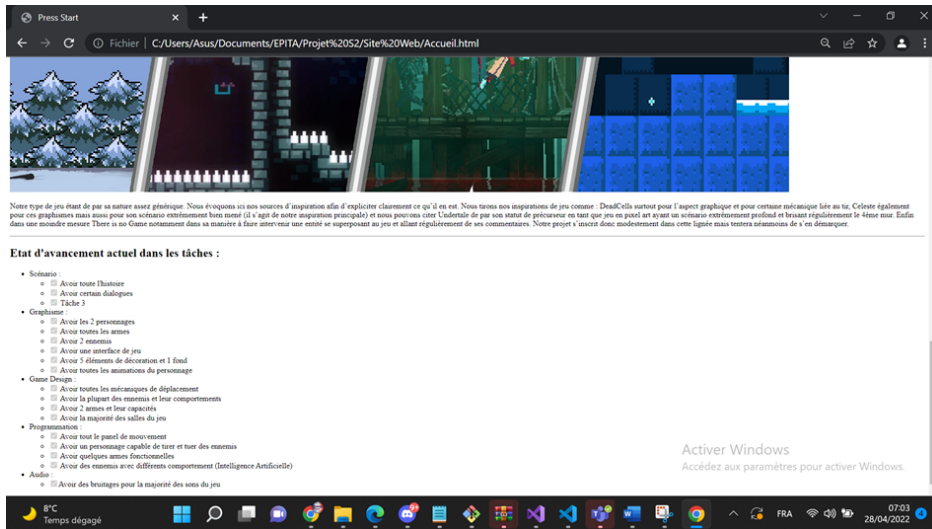 Press Start
Fichier
C:/Users/Asus/Documents/EPITA/Projet%20S2/Site%20Web/Accueil.html
Notre type de jeu étant de par sa nature assez générique. Nous évoquons ici nos sources d'inspiration afin d'expliciter clairement ce qu'il en est. Nous tirons nos inspirations de jeu comme : DeadCells surtout pour l'aspect graphique et pour certaine mécanique liée au tir, Celeste également
pour ces graphismes mais aussi pour son scénario extrêmement bien mené (il s'agit de notre inspiration principale) et nous pouvons citer Undertale de par son statut de précurseur en tant que jeu en pixel art ayant un scénario extrêmement profond et brisant régulièrement le 4ème mur. Enfin
dans une moindre mesure There is no Game notamment dans sa manière à faire intervenir une entité se superposant au jeu et allant régulièrement de ses commentaires. Notre projet s'inscrit donc modestement dans cette lignée mais tentera néanmoins de s'en démarquer.
Etat d'avancement actuel dans les tâches :
Scénario :
Avoir toute l'histoire
Avoir certain dialogues
Tâche 3
Graphisme :
Avoir les 2 personnages
Avoir toutes les armes
Avoir 2 ennemis
Avoir une interface de jeu
Avoir 5 éléments de décoration et 1 fond
Avoir toutes les animations du personnage
Game Design :
Avoir toutes les mécaniques de déplacement
Avoir la plupart des ennemis et leur comportements
Avoir 2 armes et leur capacités
Avoir la majorité des salles du jeu
Programmation :
Avoir tout le panel de mouvement
Avoir un personnage capable de tirer et tuer des ennemis
Avoir quelques armes fonctionnelles
Avoir des ennemis avec différents comportement (Intelligence Artificielle)
Audio :
Avoir des bruitages pour la majorité des sons du jeu
Activer Windows
Accédez aux paramètres pour activer Windows.
8°C
Temps dégagé
FRA
07:03
28/04/2022
4